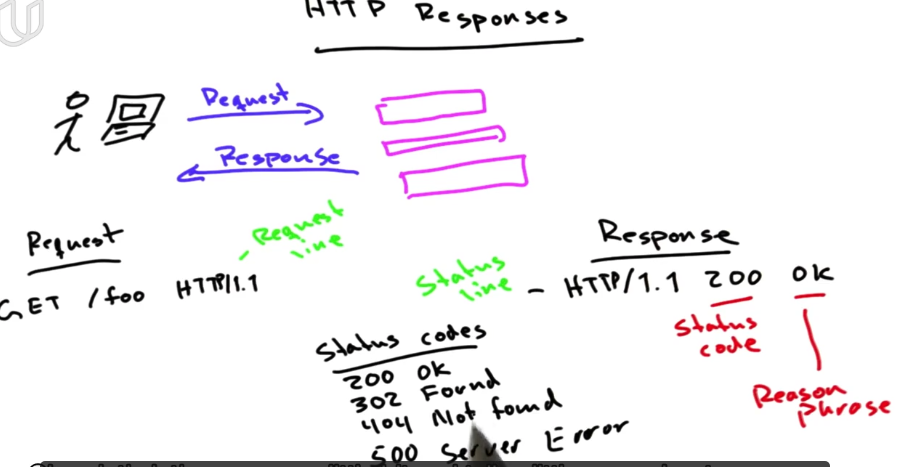 HTTP Responses
Request
Response
Request
Request
line
GET /foo HTTP/1.1
Response
Status
line
- HTTP/1.1 200 OK
Status
code
Reason
phrase
Status codes
200 OK
302 Found
404 Not found
500 Server Error